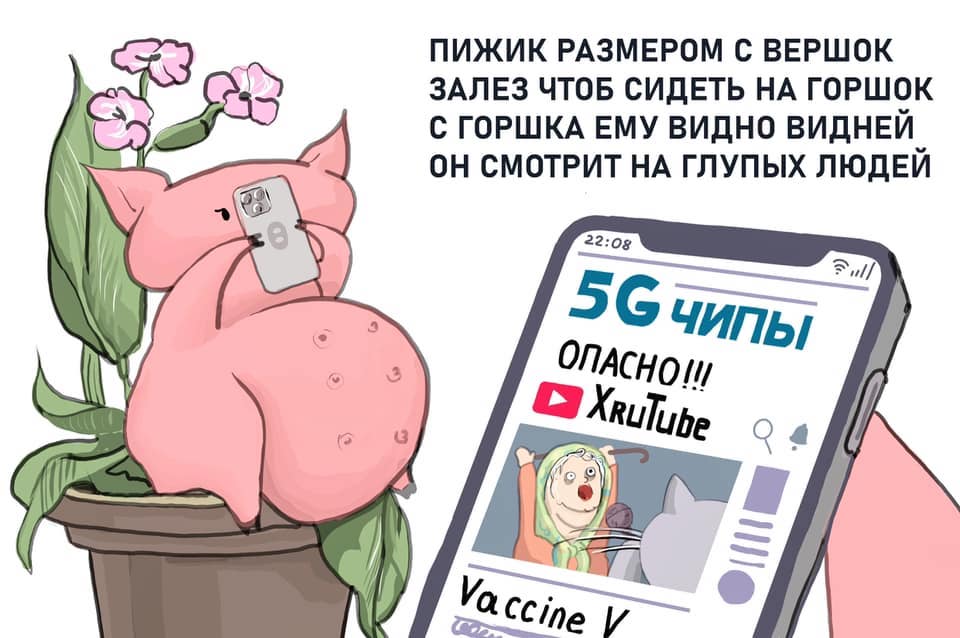 ПИЖИК РАЗМЕРОМ С ВЕРШОК
ЗАЛЕЗ ЧТОБ СИДЕТЬ НА ГОРШОК
С ГОРШКА ЕМУ ВИДНО ВИДНЕЙ
ОН СМОТРИТ НА ГЛУПЫХ ЛЮДЕЙ
22:08
5G ЧИПЫ
ОПАСНО!!!
XRuTube
Vaccine V